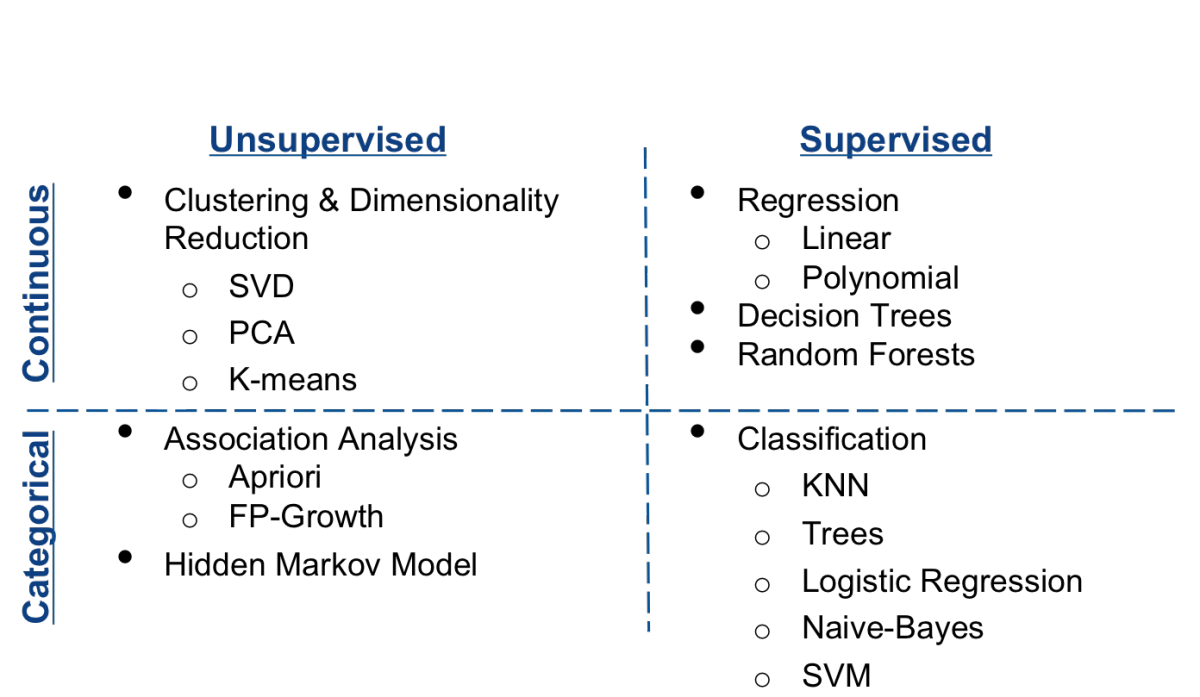 Unsupervised
Supervised
Continuous
• Clustering & Dimensionality
Reduction
o SVD
o PCA
o K-means
• Regression
o Linear
o Polynomial
• Decision Trees
• Random Forests
Categorical
• Association Analysis
o Apriori
o FP-Growth
• Hidden Markov Model
• Classification
o KNN
o Trees
o Logistic Regression
o Naive-Bayes
o SVM